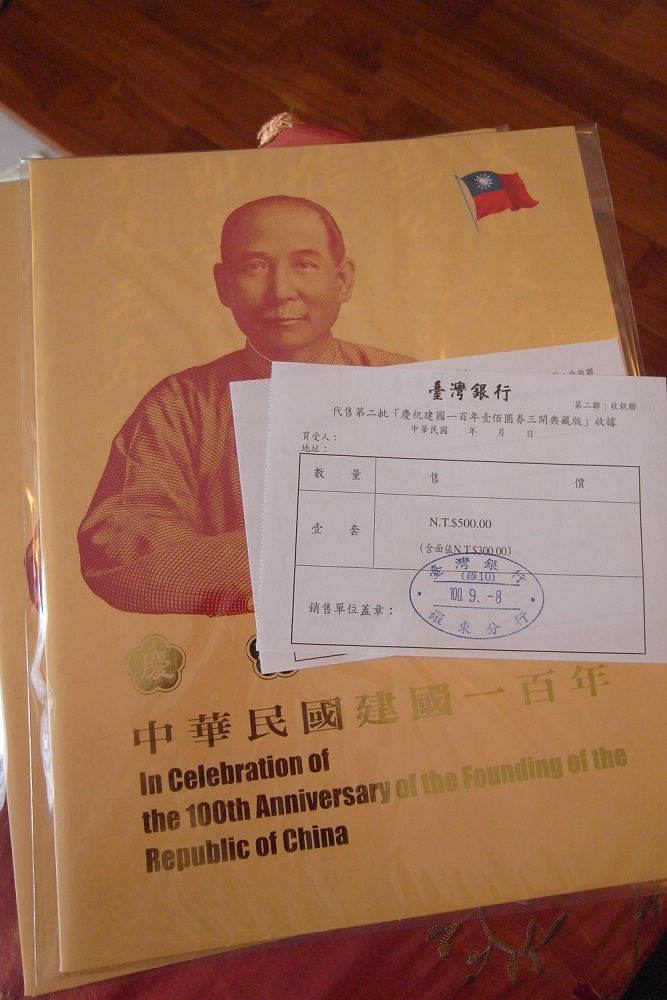 臺灣銀行
第二聯：收執聯
代售第二批「慶祝建國一百年壹佰圓券三開典藏版」收據
中華民國 年 月 日
買受人：
地址：
數 量 售 價
壹 套 N.T.$500.00
(含面值N.T.$300.00)
銷售單位蓋章：
臺灣銀行
(羅10)
100. 9. -8
羅東分行
慶
中華民國建國一百年
In Celebration of
the 100th Anniversary of the Founding of the
Republic of China